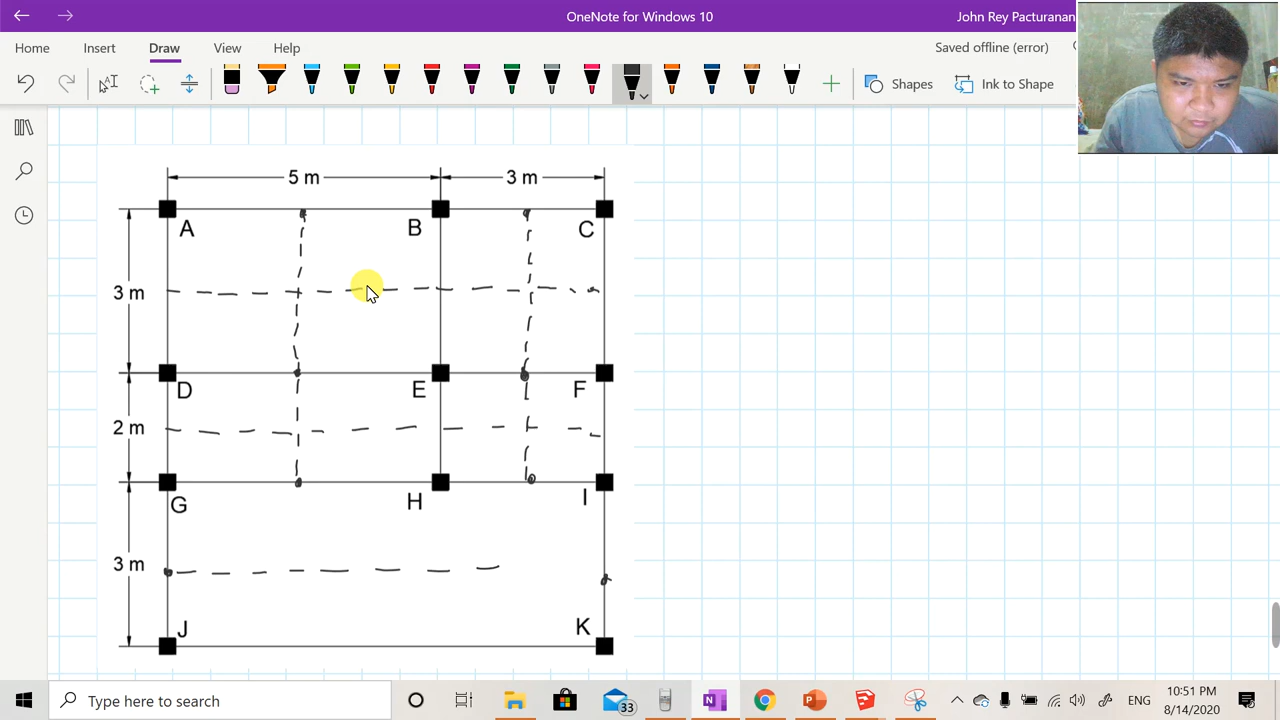 OneNote for Windows 10
John Rey Pacturanan
Home
Insert
Draw
View
Help
Saved offline (error)
Shapes
Ink to Shape
5 m
3 m
A
B
C
3 m
D
E
F
2 m
G
H
I
3 m
J
K
Type here to search
33
ENG
10:51 PM
8/14/2020